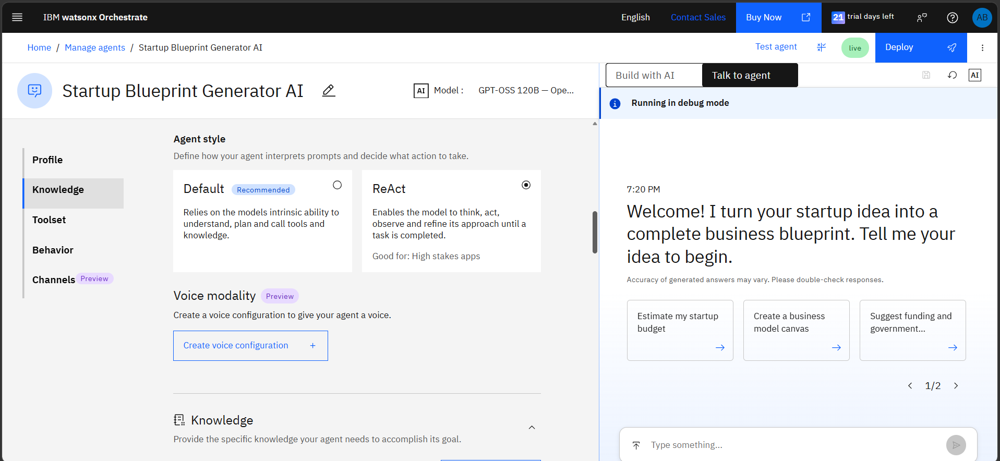 IBM watsonx Orchestrate
English
Contact Sales
Buy Now
21 trial days left
AB
Home / Manage agents / Startup Blueprint Generator AI
Test agent
live
Deploy
Startup Blueprint Generator AI
AI Model : GPT-OSS 120B — Ope...
Build with AI
Talk to agent
AI
Running in debug mode
Profile
Knowledge
Toolset
Behavior
Channels Preview
Agent style
Define how your agent interprets prompts and decide what action to take.
Default Recommended
Relies on the models intrinsic ability to
understand, plan and call tools and
knowledge.
ReAct
Enables the model to think, act,
observe and refine its approach until a
task is completed.
Good for: High stakes apps
Voice modality Preview
Create a voice configuration to give your agent a voice.
Create voice configuration +
Knowledge
Provide the specific knowledge your agent needs to accomplish its goal.
7:20 PM
Welcome! I turn your startup idea into a
complete business blueprint. Tell me your
idea to begin.
Accuracy of generated answers may vary. Please double-check responses.
Estimate my startup
budget
Create a business
model canvas
Suggest funding and
government...
1/2
Type something...